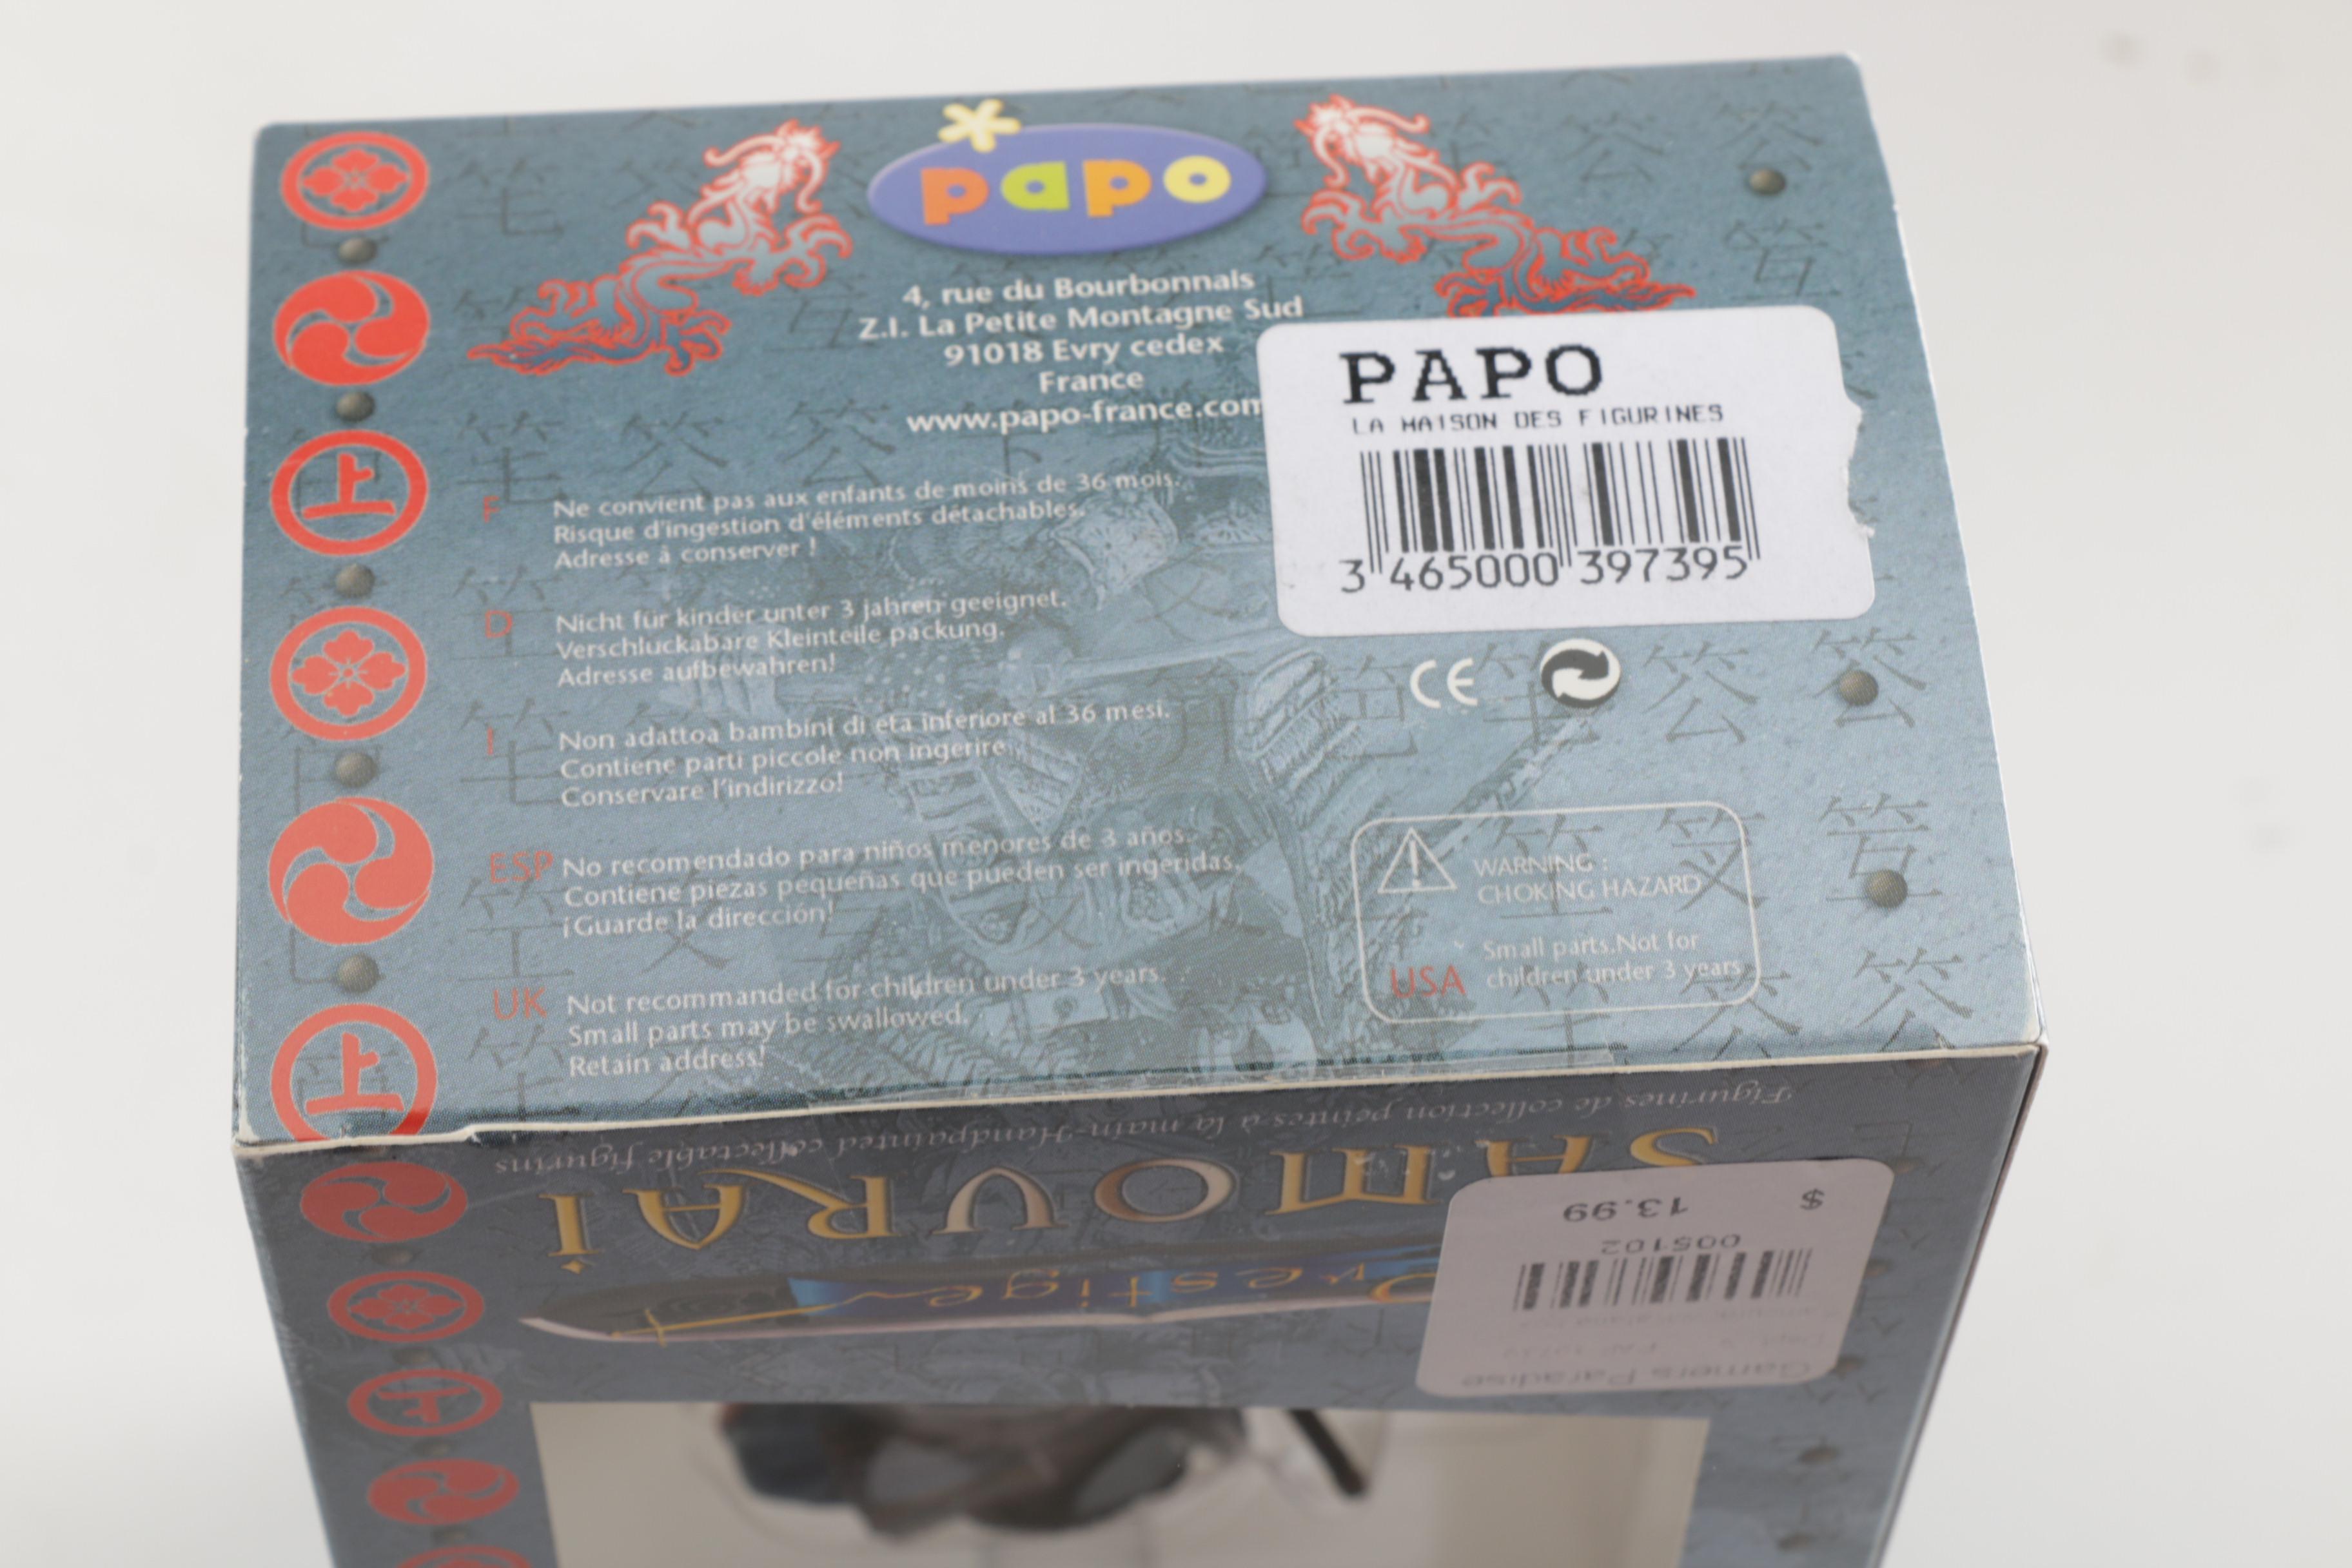 papo
4, rue du Bourbonnais
Z.I. La Petite Montagne Sud
91018 Evry cedex
France
www.papo-france.com
PAPO
LA MAISON DES FIGURINES
3 465000 397395
F Ne convient pas aux enfants de moins de 36 mois.
Risque d'ingestion d'éléments détachables.
Adresse à conserver !
D Nicht für kinder unter 3 jahren geeignet.
Verschluckabare Kleinteile packung.
Adresse aufbewahren!
I Non adattoa bambini di eta inferiore al 36 mesi.
Contiene parti piccole non ingerire.
Conservare l'indirizzo!
ESP No recomendado para niños menores de 3 años.
Contiene piezas pequeñas que pueden ser ingeridas.
¡Guarde la dirección!
UK Not recommanded for children under 3 years.
Small parts may be swallowed.
Retain address!
CE
WARNING :
CHOKING HAZARD
USA Small parts.Not for
children under 3 years
上
上
Figurines de collection peintes à la main-Handpainted collectable figurins
SAMOURAI
Prestige
$ 13.99
005102
Gamers Paradise